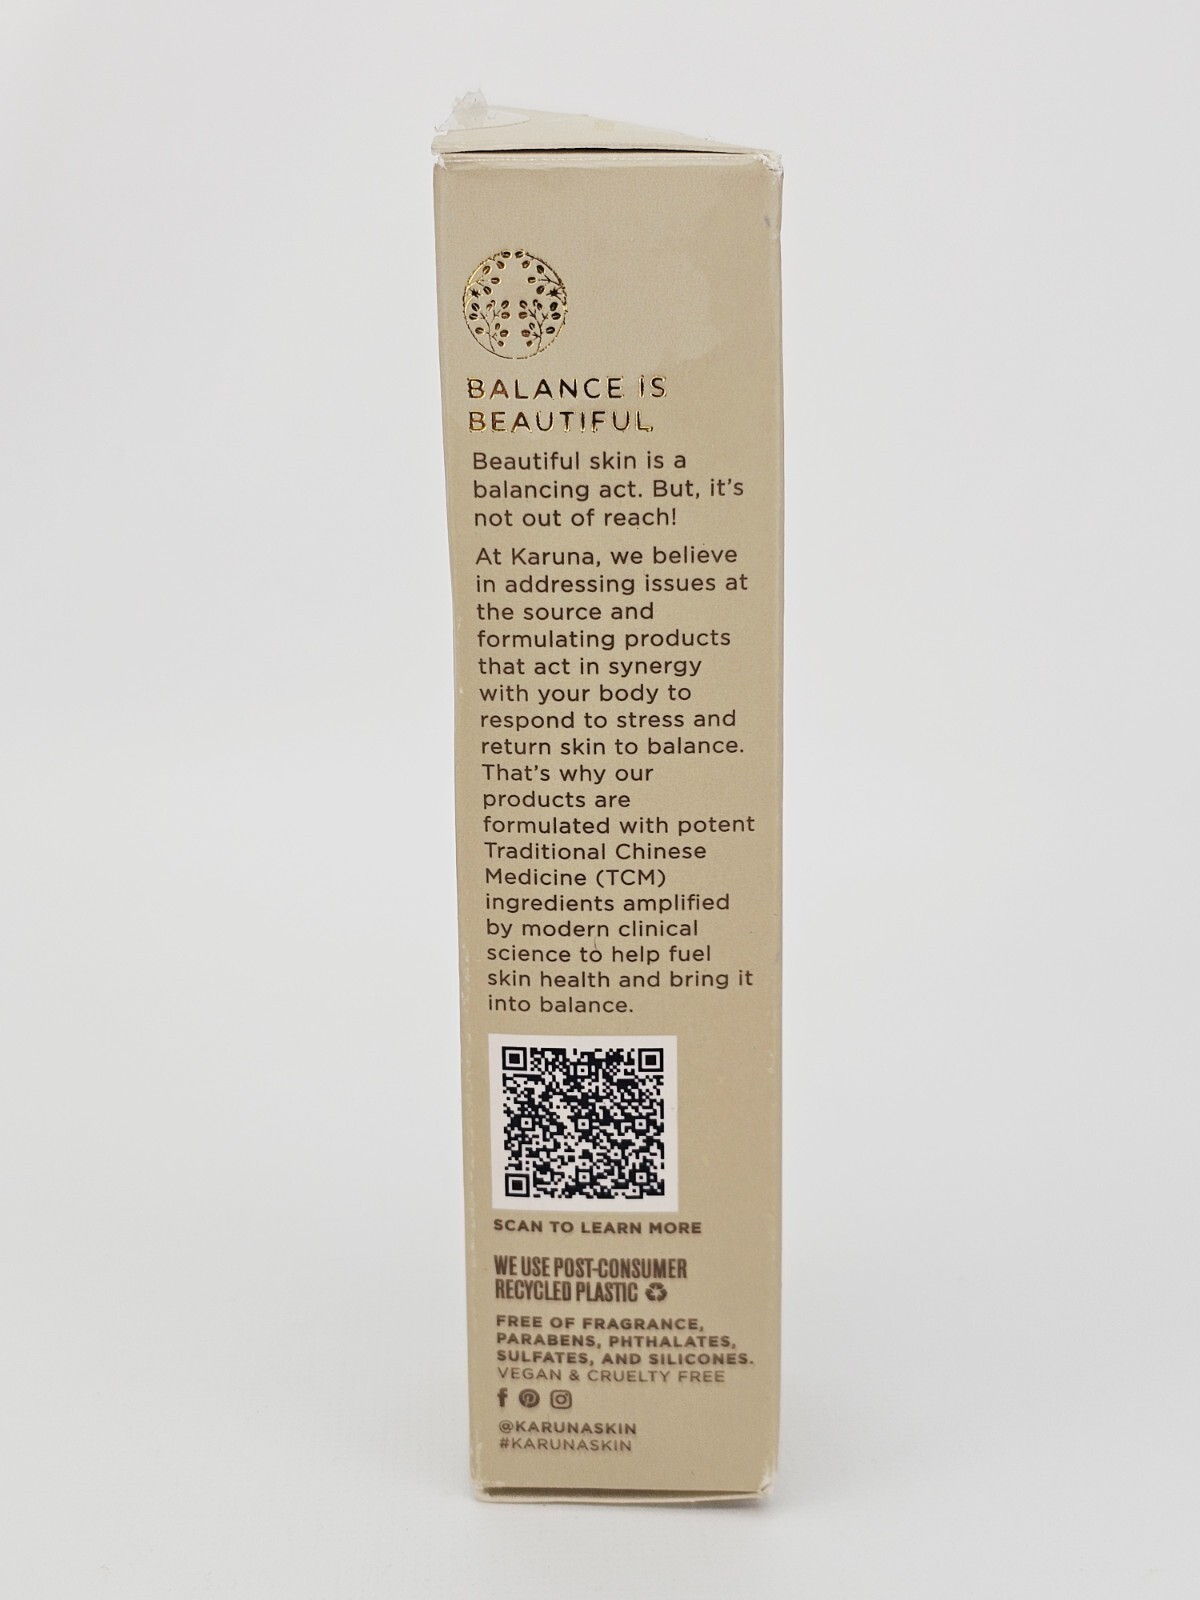 BALANCE IS
BEAUTIFUL
Beautiful skin is a
balancing act. But, it's
not out of reach!
At Karuna, we believe
in addressing issues at
the source and
formulating products
that act in synergy
with your body to
respond to stress and
return skin to balance.
That's why our
products are
formulated with potent
Traditional Chinese
Medicine (TCM)
ingredients amplified
by modern clinical
science to help fuel
skin health and bring it
into balance.
SCAN TO LEARN MORE
WE USE POST-CONSUMER
RECYCLED PLASTIC
FREE OF FRAGRANCE,
PARABENS, PHTHALATES,
SULFATES, AND SILICONES.
VEGAN & CRUELTY FREE
@KARUNASKIN
#KARUNASKIN